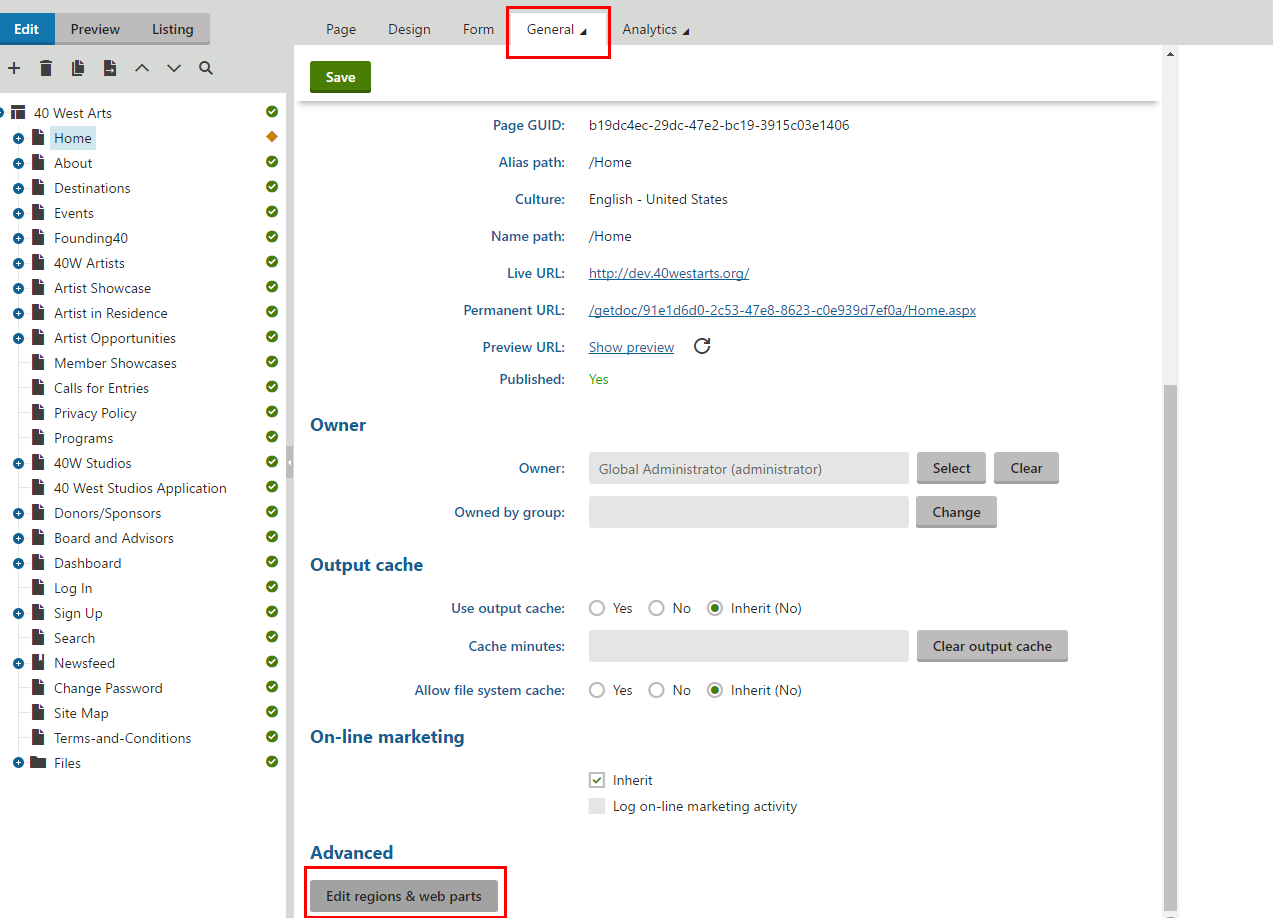 Edit Preview Listing
Page Design Form General Analytics
40 West Arts
Home
About
Destinations
Events
Founding40
40W Artists
Artist Showcase
Artist in Residence
Artist Opportunities
Member Showcases
Calls for Entries
Privacy Policy
Programs
40W Studios
40 West Studios Application
Donors/Sponsors
Board and Advisors
Dashboard
Log In
Sign Up
Search
Newsfeed
Change Password
Site Map
Terms-and-Conditions
Files
Save
Page GUID: b19dc4ec-29dc-47e2-bc19-3915c03e1406
Alias path: /Home
Culture: English - United States
Name path: /Home
Live URL: http://dev.40westarts.org/
Permanent URL: /getdoc/91e1d6d0-2c53-47e8-8623-c0e939d7ef0a/Home.aspx
Preview URL: Show preview
Published: Yes
Owner
Owner: Global Administrator (administrator) Select Clear
Owned by group: Change
Output cache
Use output cache: Yes No Inherit (No)
Cache minutes: Clear output cache
Allow file system cache: Yes No Inherit (No)
On-line marketing
Inherit
Log on-line marketing activity
Advanced
Edit regions & web parts